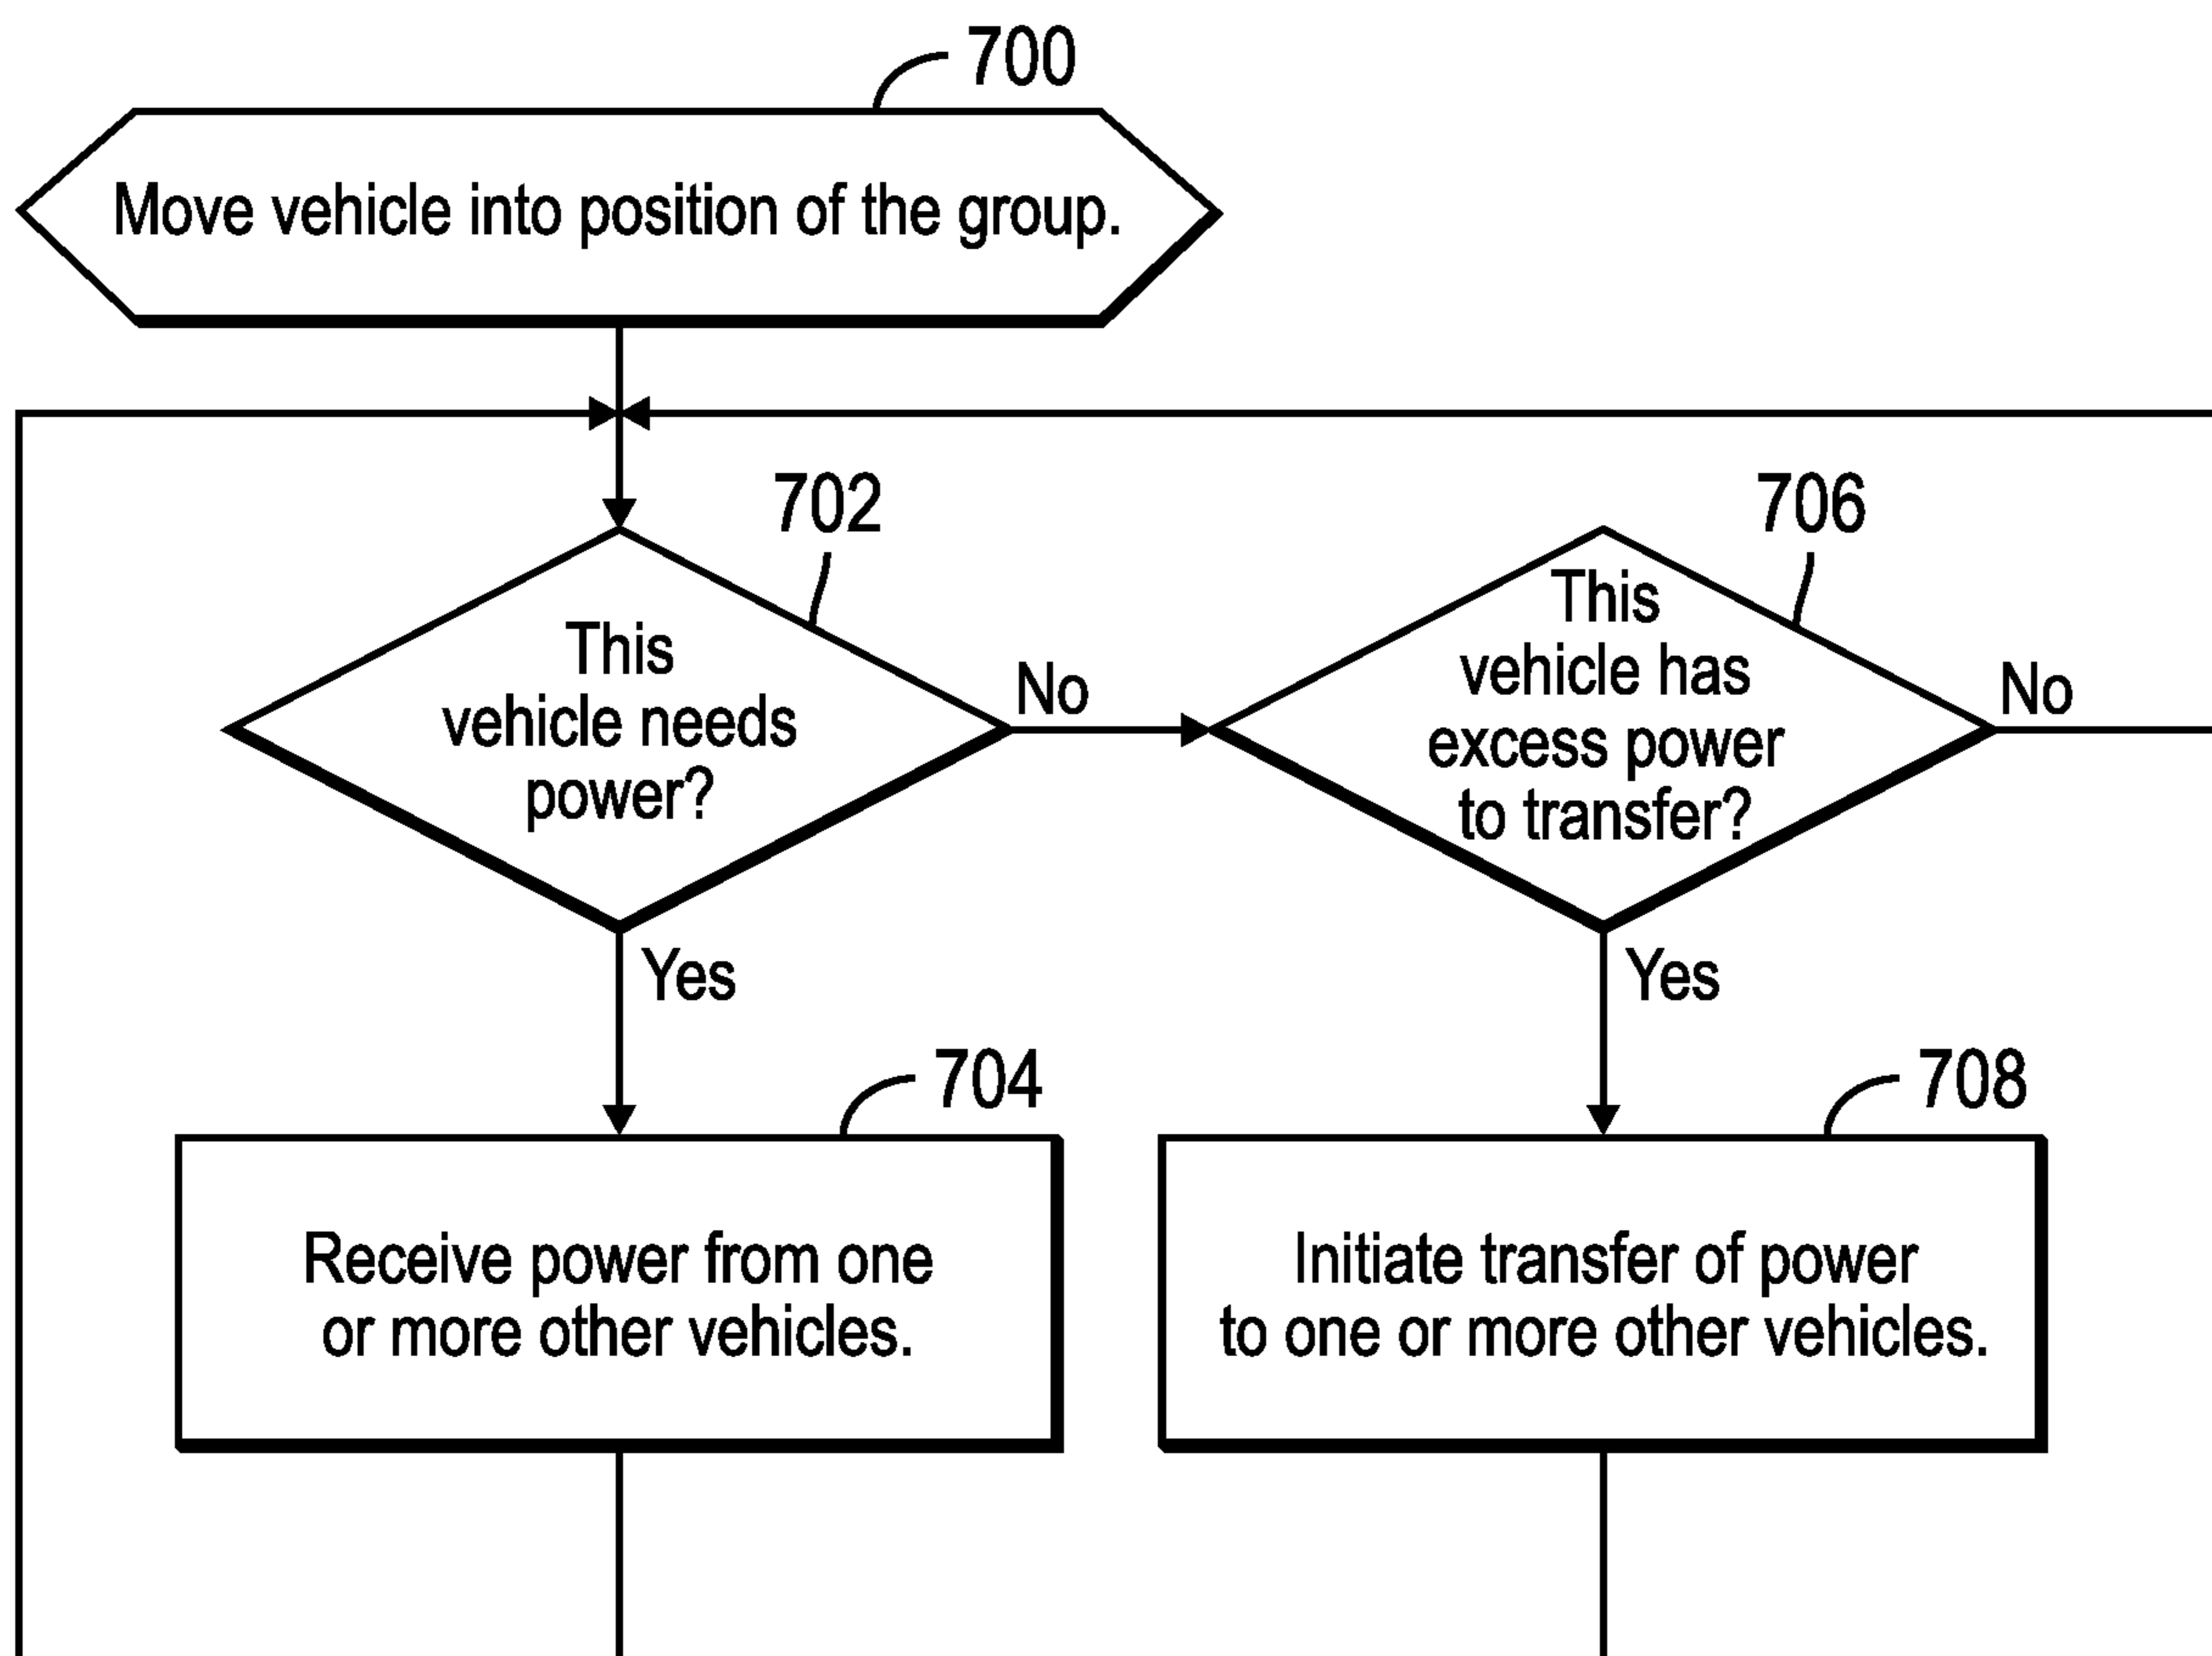 700
Move vehicle into position of the group.
702
This
vehicle needs
power?
No
706
This
vehicle has
excess power
to transfer?
No
Yes
Yes
704
Receive power from one
or more other vehicles.
708
Initiate transfer of power
to one or more other vehicles.